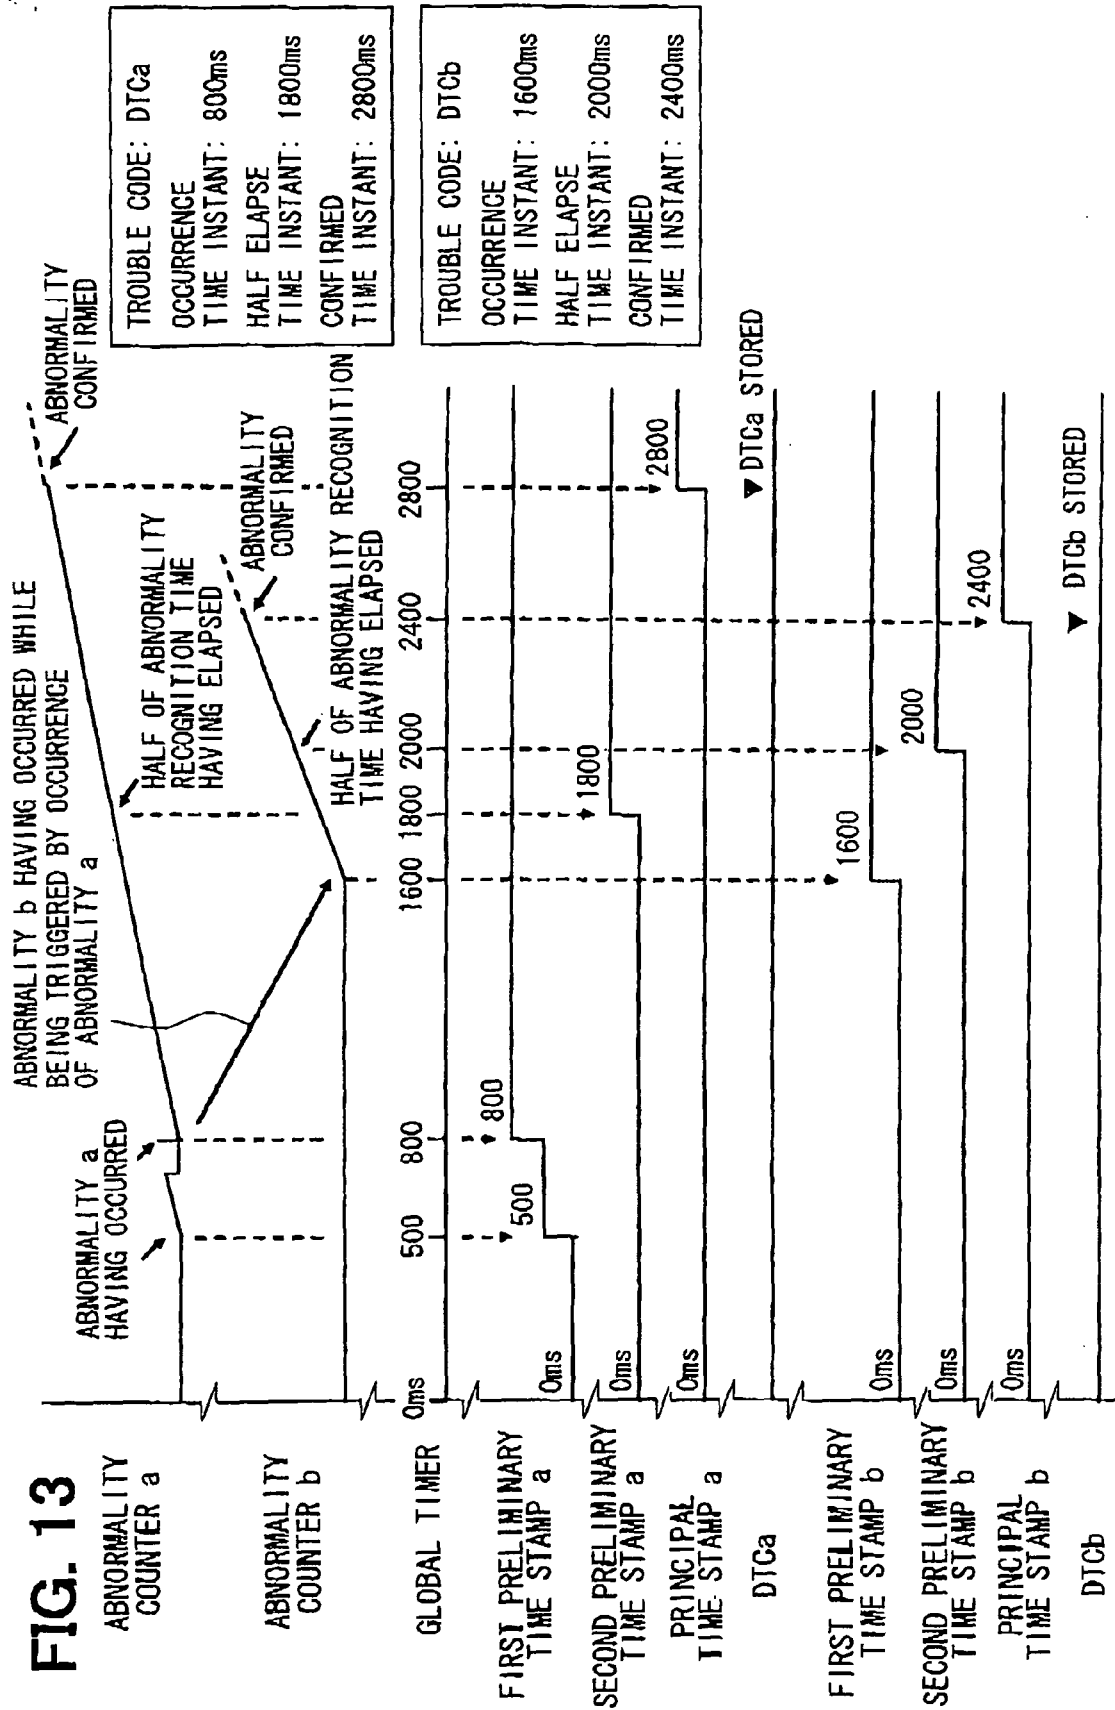 FIG. 13
ABNORMALITY b HAVING OCCURRED WHILE
BEING TRIGGERED BY OCCURRENCE
OF ABNORMALITY a
ABNORMALITY
COUNTER a
ABNORMALITY a
HAVING OCCURRED
HALF OF ABNORMALITY
RECOGNITION TIME
HAVING ELAPSED
ABNORMALITY
CONFIRMED
ABNORMALITY
COUNTER b
ABNORMALITY
CONFIRMED
HALF OF ABNORMALITY RECOGNITION
TIME HAVING ELAPSED
GLOBAL TIMER
0ms
500
800
1600
1800
2000
2400
2800
FIRST PRELIMINARY
TIME STAMP a
0ms
500
800
SECOND PRELIMINARY
TIME STAMP a
0ms
1800
PRINCIPAL
TIME STAMP a
0ms
2800
DTCa
DTCa STORED
FIRST PRELIMINARY
TIME STAMP b
0ms
1600
SECOND PRELIMINARY
TIME STAMP b
0ms
2000
PRINCIPAL
TIME STAMP b
0ms
2400
DTCb
DTCb STORED
TROUBLE CODE: DTCa
OCCURRENCE
TIME INSTANT: 800ms
HALF ELAPSE
TIME INSTANT: 1800ms
CONFIRMED
TIME INSTANT: 2800ms
TROUBLE CODE: DTCb
OCCURRENCE
TIME INSTANT: 1600ms
HALF ELAPSE
TIME INSTANT: 2000ms
CONFIRMED
TIME INSTANT: 2400ms